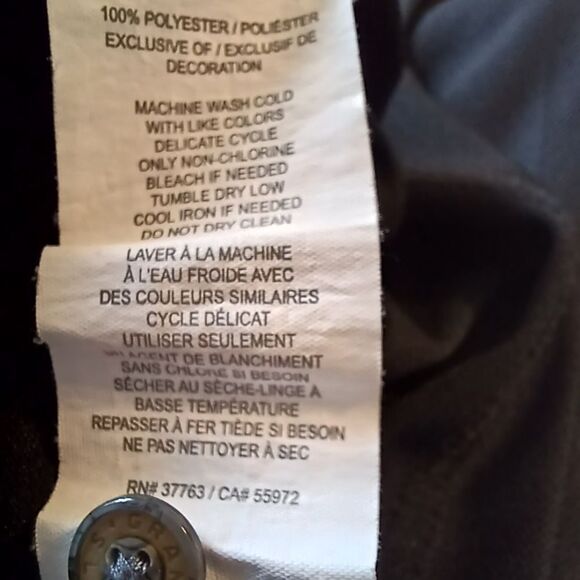 100% POLYESTER / POLIÉSTER
EXCLUSIVE OF / EXCLUSIF DE
DECORATION
MACHINE WASH COLD
WITH LIKE COLORS
DELICATE CYCLE
ONLY NON-CHLORINE
BLEACH IF NEEDED
TUMBLE DRY LOW
COOL IRON IF NEEDED
DO NOT DRY CLEAN
LAVER À LA MACHINE
À L'EAU FROIDE AVEC
DES COULEURS SIMILAIRES
CYCLE DÉLICAT
UTILISER SEULEMENT
AGENT DE BLANCHIMENT
SANS CHLORE SI BESOIN
SÉCHER AU SÈCHE-LINGE A
BASSE TEMPÉRATURE
REPASSER À FER TIÈDE SI BESOIN
NE PAS NETTOYER À SEC
RN# 37763 / CA# 55972